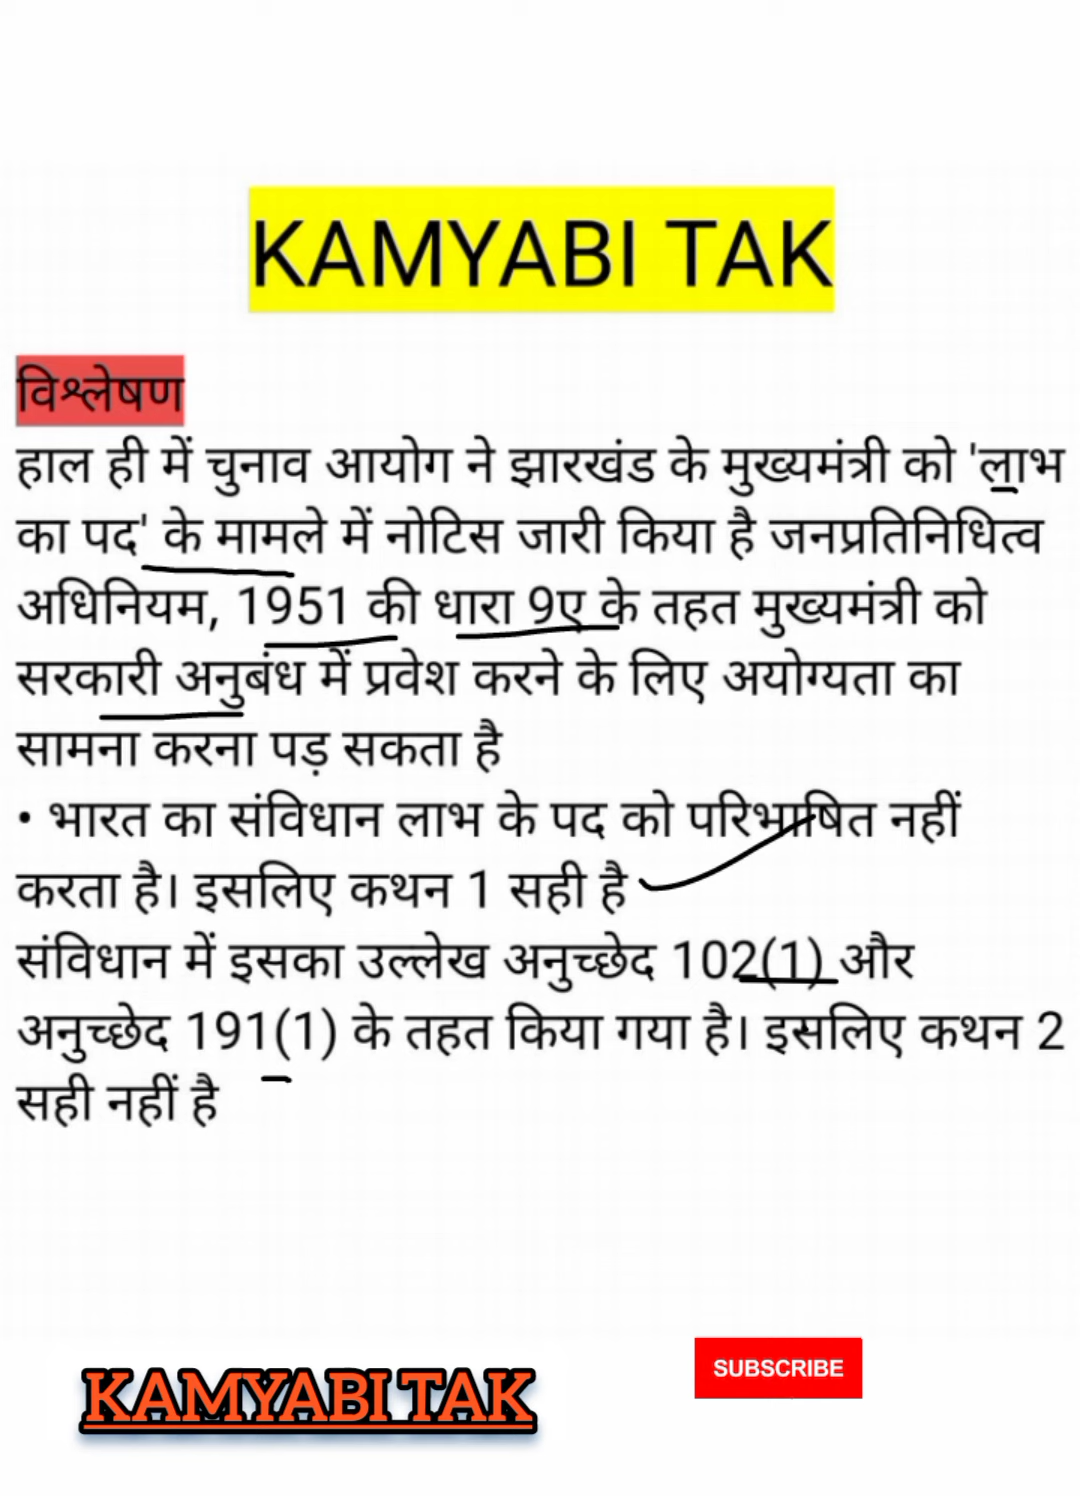 KAMYABI TAK
विश्लेषण
हाल ही में चुनाव आयोग ने झारखंड के मुख्यमंत्री को 'लाभ
का पद' के मामले में नोटिस जारी किया है जनप्रतिनिधित्व
अधिनियम, 1951 की धारा 9ए के तहत मुख्यमंत्री को
सरकारी अनुबंध में प्रवेश करने के लिए अयोग्यता का
सामना करना पड़ सकता है
• भारत का संविधान लाभ के पद को परिभाषित नहीं
करता है। इसलिए कथन 1 सही है
संविधान में इसका उल्लेख अनुच्छेद 102(1) और
अनुच्छेद 191(1) के तहत किया गया है। इसलिए कथन 2
सही नहीं है
SUBSCRIBE
KAMYABI TAK